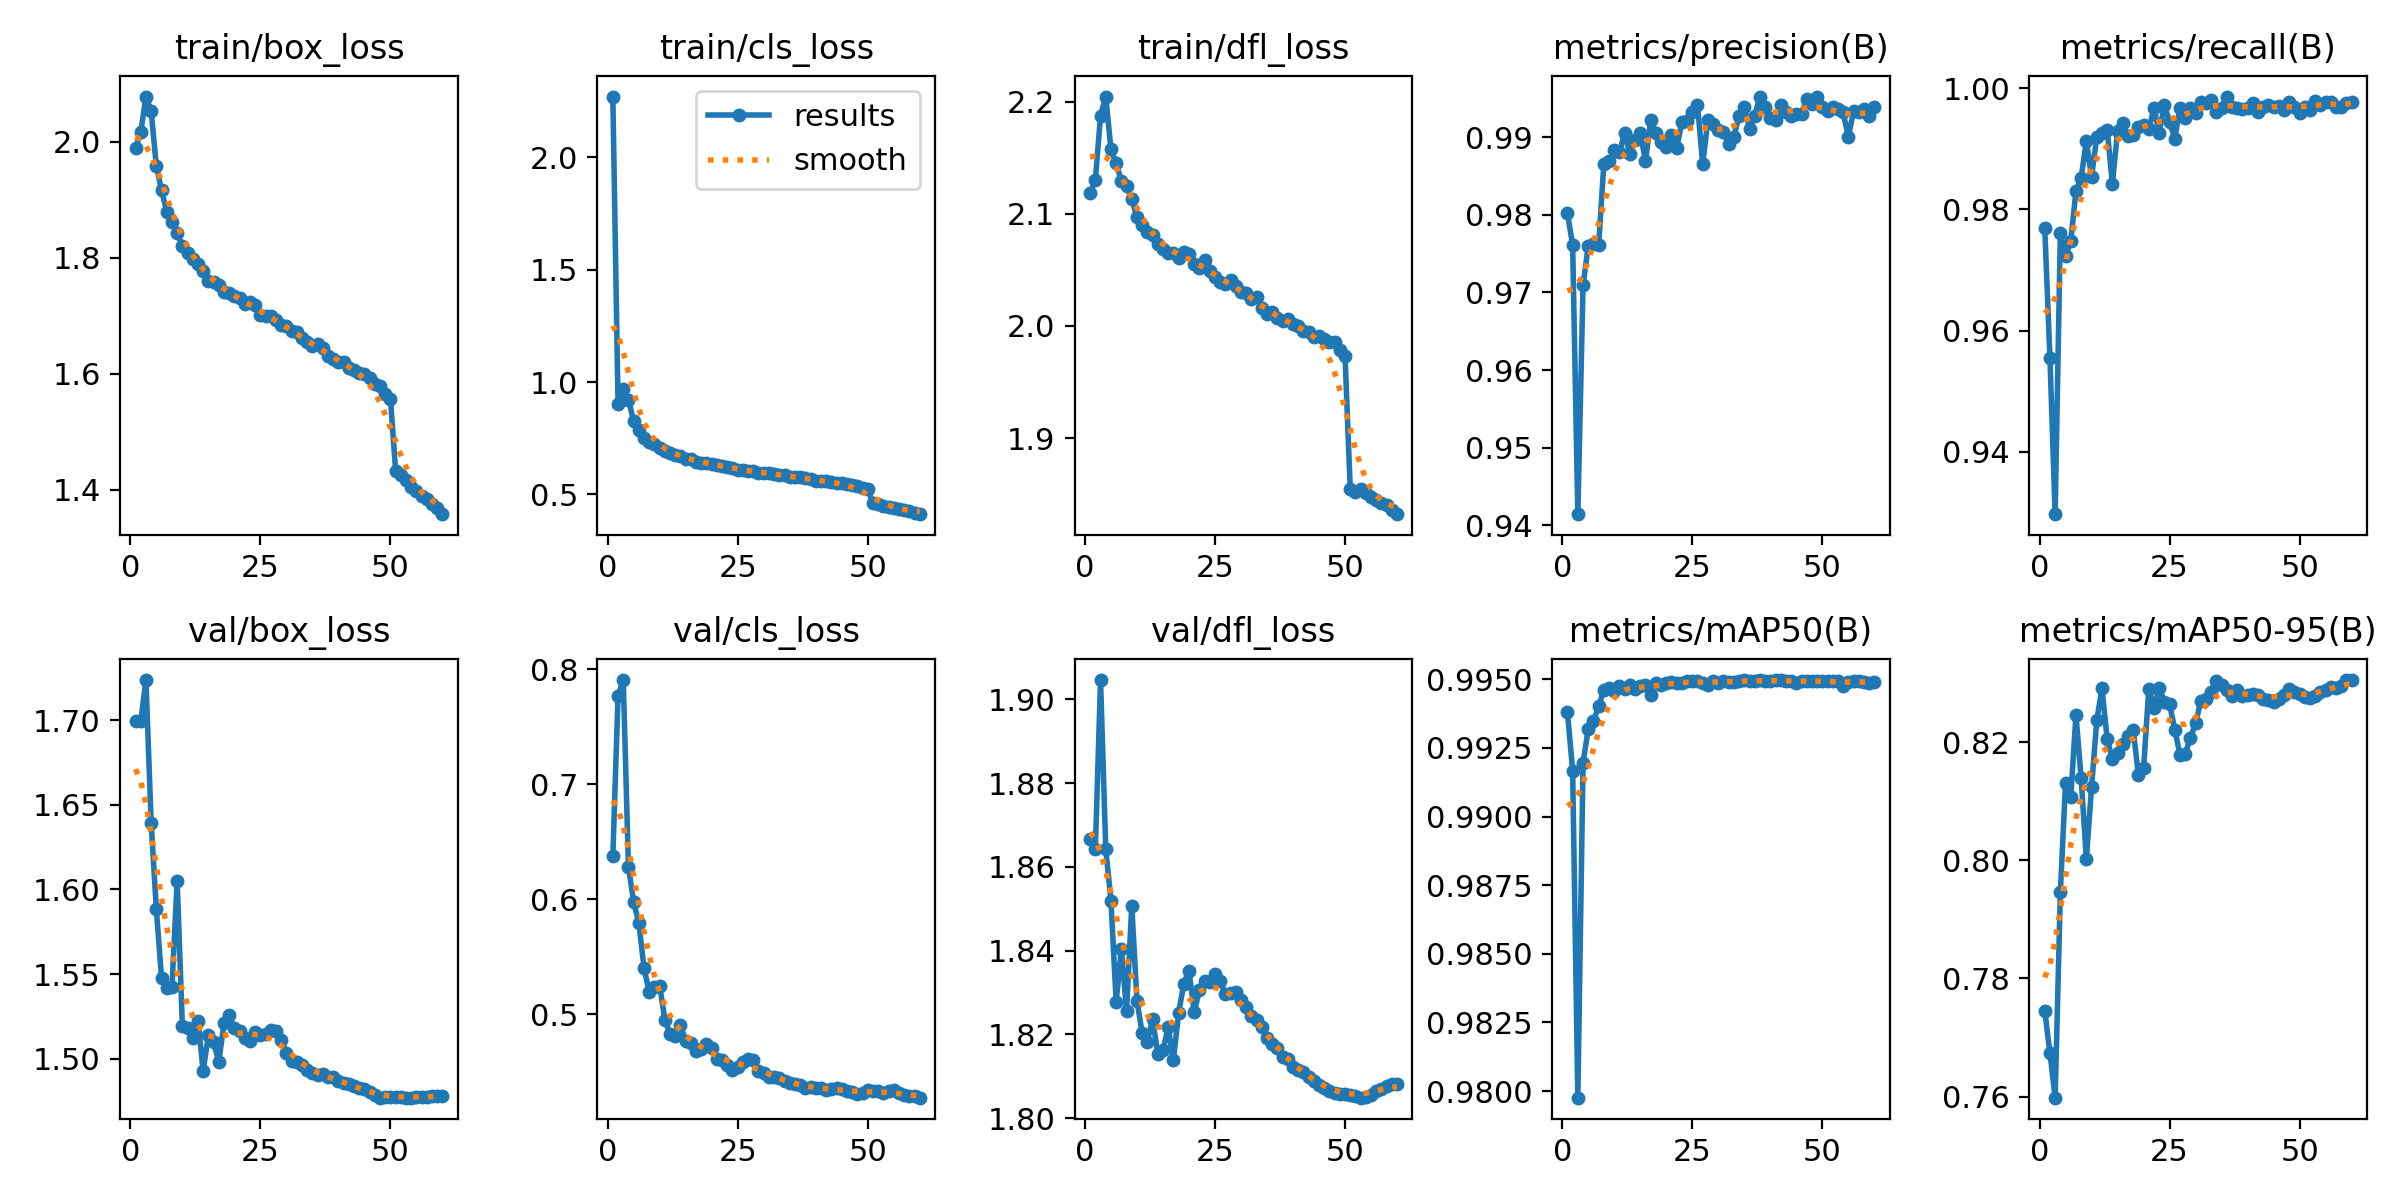 train/box_loss
2.0
1.8
1.6
1.4
0 25 50
train/cls_loss
results
smooth
2.0
1.5
1.0
0.5
0 25 50
train/dfl_loss
2.2
2.1
2.0
1.9
0 25 50
metrics/precision(B)
0.99
0.98
0.97
0.96
0.95
0.94
0 25 50
metrics/recall(B)
1.00
0.98
0.96
0.94
0 25 50
val/box_loss
1.70
1.65
1.60
1.55
1.50
0 25 50
val/cls_loss
0.8
0.7
0.6
0.5
0 25 50
val/dfl_loss
1.90
1.88
1.86
1.84
1.82
1.80
0 25 50
metrics/mAP50(B)
0.9950
0.9925
0.9900
0.9875
0.9850
0.9825
0.9800
0 25 50
metrics/mAP50-95(B)
0.82
0.80
0.78
0.76
0 25 50